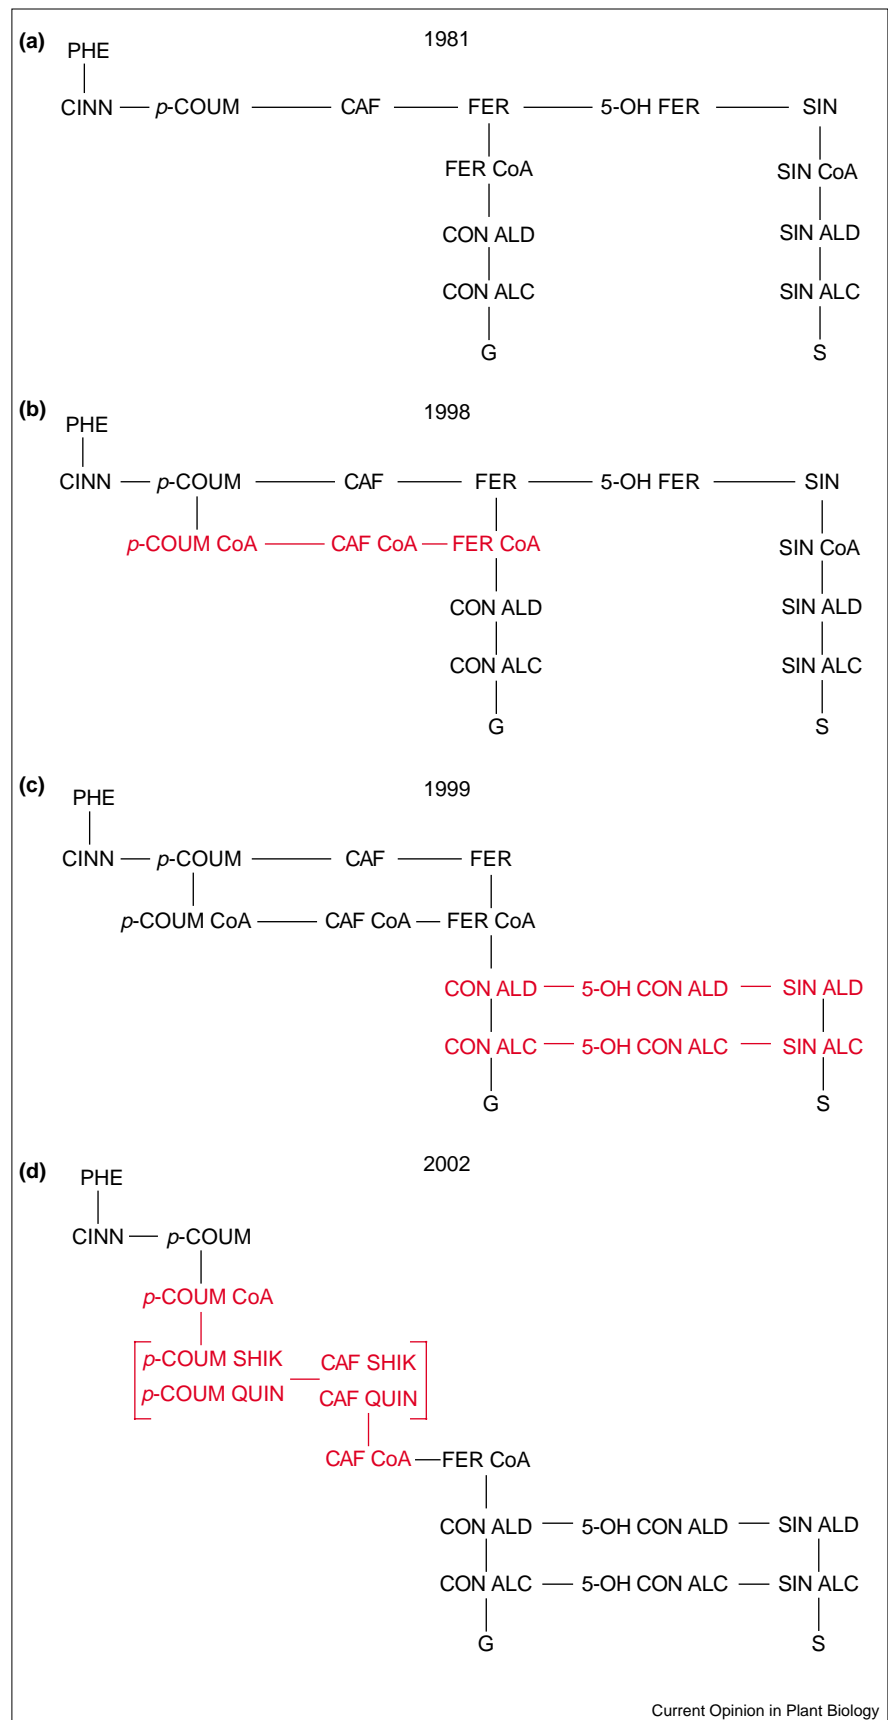 (a) 1981
PHE
CINN p-COUM CAF FER 5-OH FER SIN
FER CoA SIN CoA
CON ALD SIN ALD
CON ALC SIN ALC
G S
(b) 1998
PHE
CINN p-COUM CAF FER 5-OH FER SIN
p-COUM CoA CAF CoA FER CoA SIN CoA
CON ALD SIN ALD
CON ALC SIN ALC
G S
(c) 1999
PHE
CINN p-COUM CAF FER
p-COUM CoA CAF CoA FER CoA
CON ALD 5-OH CON ALD SIN ALD
CON ALC 5-OH CON ALC SIN ALC
G S
(d) 2002
PHE
CINN p-COUM
p-COUM CoA
p-COUM SHIK CAF SHIK
p-COUM QUIN CAF QUIN
CAF CoA FER CoA
CON ALD 5-OH CON ALD SIN ALD
CON ALC 5-OH CON ALC SIN ALC
G S
Current Opinion in Plant Biology